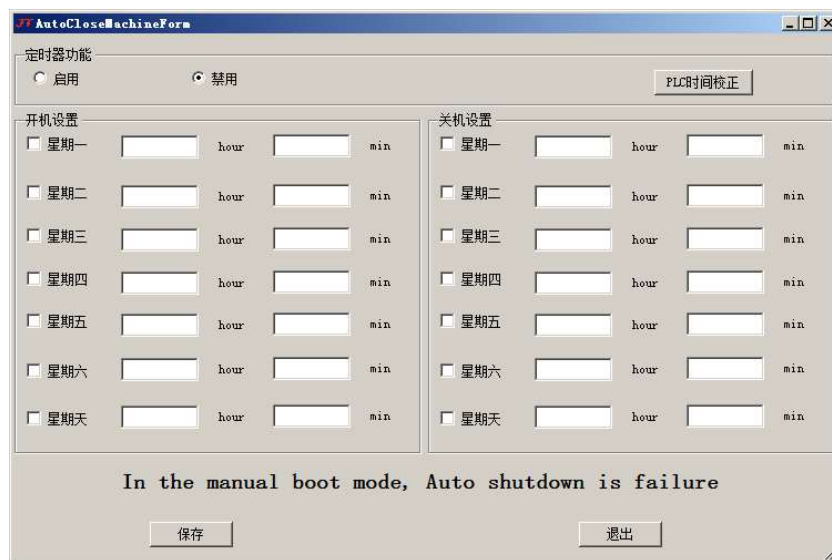 JT AutoCloseMachineForm
定时器功能
启用 禁用 PLC时间校正
开机设置 关机设置
星期一 hour min 星期一 hour min
星期二 hour min 星期二 hour min
星期三 hour min 星期三 hour min
星期四 hour min 星期四 hour min
星期五 hour min 星期五 hour min
星期六 hour min 星期六 hour min
星期天 hour min 星期天 hour min
In the manual boot mode, Auto shutdown is failure
保存 退出